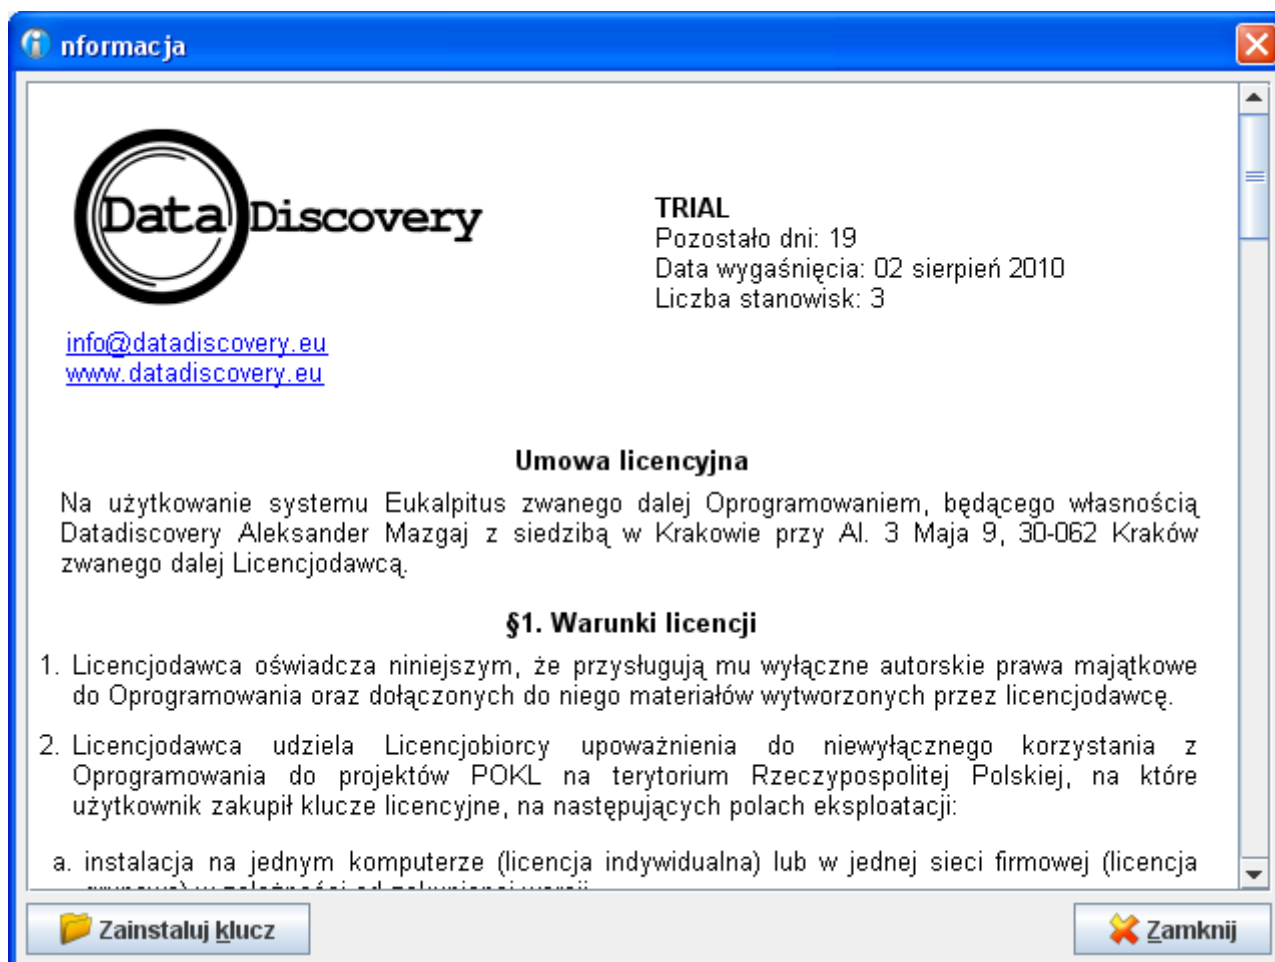 nformacja
Data Discovery
TRIAL
Pozostało dni: 19
Data wygaśnięcia: 02 sierpień 2010
Liczba stanowisk: 3
info@datadiscovery.eu
www.datadiscovery.eu
Umowa licencyjna
Na użytkowanie systemu Eukalpitus zwanego dalej Oprogramowaniem, będącego własnością
Datadiscovery Aleksander Mazgaj z siedzibą w Krakowie przy Al. 3 Maja 9, 30-062 Kraków
zwanego dalej Licencjodawcą.
§1. Warunki licencji
1. Licencjodawca oświadcza niniejszym, że przysługują mu wyłączne autorskie prawa majątkowe
do Oprogramowania oraz dołączonych do niego materiałów wytworzonych przez licencjodawcę.
2. Licencjodawca udziela Licencjobiorcy upoważnienia do niewyłącznego korzystania z
Oprogramowania do projektów POKL na terytorium Rzeczypospolitej Polskiej, na które
użytkownik zakupił klucze licencyjne, na następujących polach eksploatacji:
a. instalacja na jednym komputerze (licencja indywidualna) lub w jednej sieci firmowej (licencja
Zainstaluj klucz
Zamknij